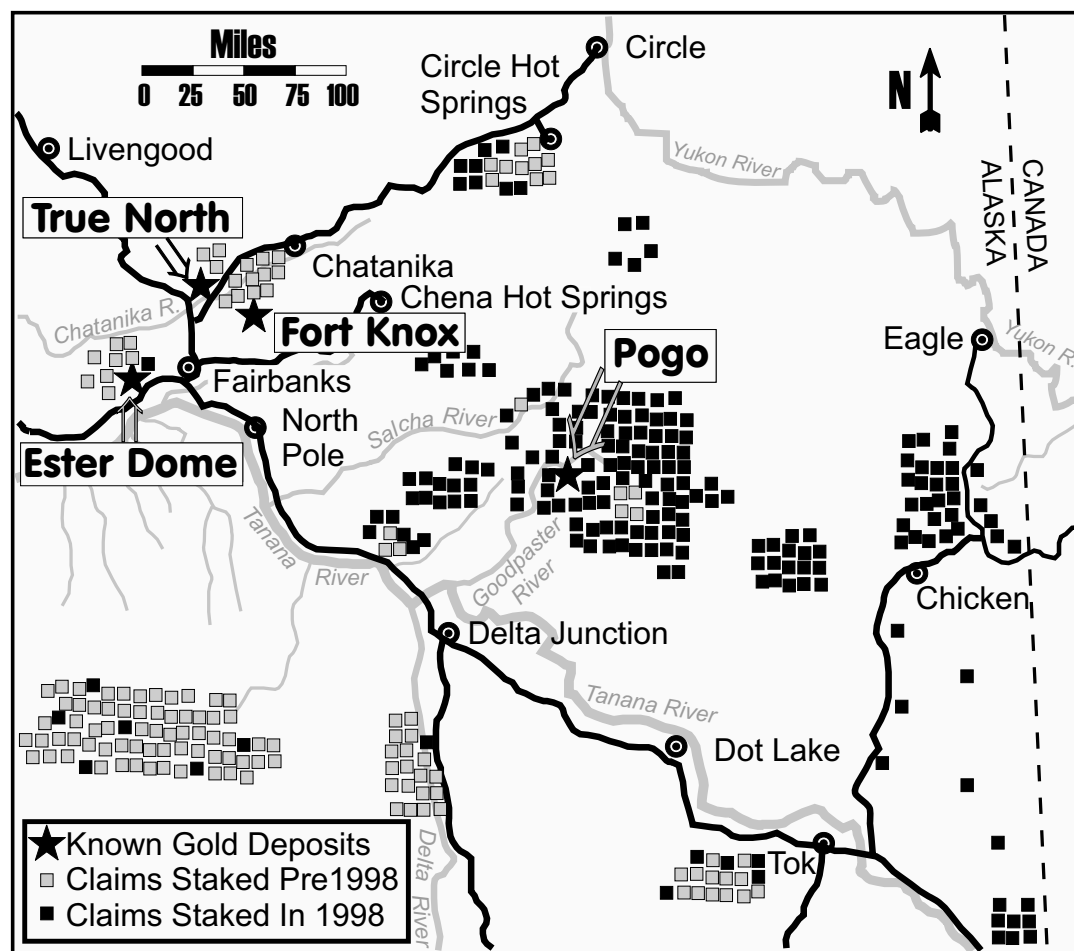 Miles
0 25 50 75 100
Circle
Circle Hot
Springs
N
Livengood
Yukon River
CANADA
ALASKA
True North
Chatanika
Chena Hot Springs
Chatanika R.
Fort Knox
Pogo
Eagle
Yukon R.
Fairbanks
North
Pole
Salcha River
Ester Dome
Tanana
River
Goodpaster
River
Chicken
Delta Junction
Tanana River
Dot Lake
Tok
Delta
River
Known Gold Deposits
Claims Staked Pre1998
Claims Staked In 1998